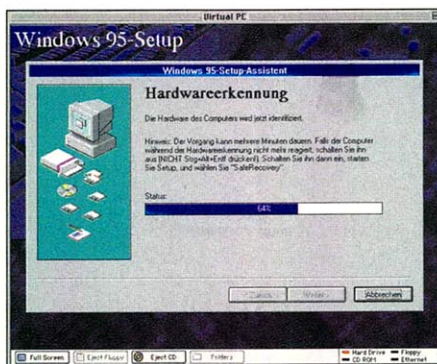 Virtual PC
Windows 95-Setup
Windows 95-Setup-Assistent
Hardwareerkennung
Die Hardware des Computers wird jetzt identifiziert.
Hinweis: Der Vorgang kann mehrere Minuten dauern. Falls der Computer
während der Hardwareerkennung nicht mehr reagiert, schalten Sie ihn
aus (NICHT Strg+Alt+Entf drücken!). Schalten Sie ihn dann ein, starten
Sie Setup, und wählen Sie "SafeRecovery".
Status:
64%
< Zurück Weiter > Abbrechen
Full Screen Eject Floppy Eject CD Folders Hard Drive Floppy
CD ROM Ethernet